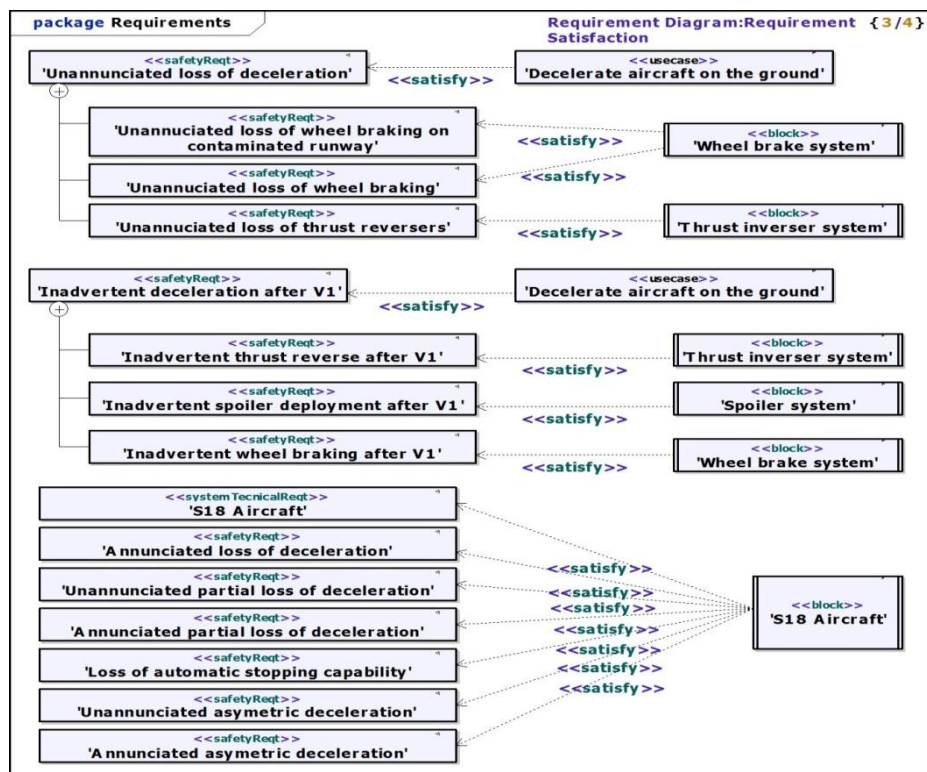 package Requirements
Requirement Diagram:Requirement {3/4}
Satisfaction
<<safetyReqt>>
'Unannunciated loss of deceleration'
<<satisfy>>
<<usecase>>
'Decelerate aircraft on the ground'
<<safetyReqt>>
'Unannuciated loss of wheel braking on
contaminated runway'
<<satisfy>>
<<block>>
'Wheel brake system'
<<safetyReqt>>
'Unannuciated loss of wheel braking'
<<satisfy>>
<<safetyReqt>>
'Unannuciated loss of thrust reversers'
<<satisfy>>
<<block>>
'Thrust inverser system'
<<safetyReqt>>
'Inadvertent deceleration after V1'
<<satisfy>>
<<usecase>>
'Decelerate aircraft on the ground'
<<safetyReqt>>
'Inadvertent thrust reverse after V1'
<<satisfy>>
<<block>>
'Thrust inverser system'
<<safetyReqt>>
'Inadvertent spoiler deployment after V1'
<<satisfy>>
<<block>>
'Spoiler system'
<<safetyReqt>>
'Inadvertent wheel braking after V1'
<<satisfy>>
<<block>>
'Wheel brake system'
<<systemTecnicalReqt>>
'S18 Aircraft'
<<safetyReqt>>
'Annunciated loss of deceleration'
<<safetyReqt>>
'Unannunciated partial loss of deceleration'
<<safetyReqt>>
'Annunciated partial loss of deceleration'
<<safetyReqt>>
'Loss of automatic stopping capability'
<<safetyReqt>>
'Unannunciated asymetric deceleration'
<<safetyReqt>>
'Annunciated asymetric deceleration'
<<satisfy>>
<<satisfy>>
<<satisfy>>
<<satisfy>>
<<satisfy>>
<<satisfy>>
<<satisfy>>
<<block>>
'S18 Aircraft'